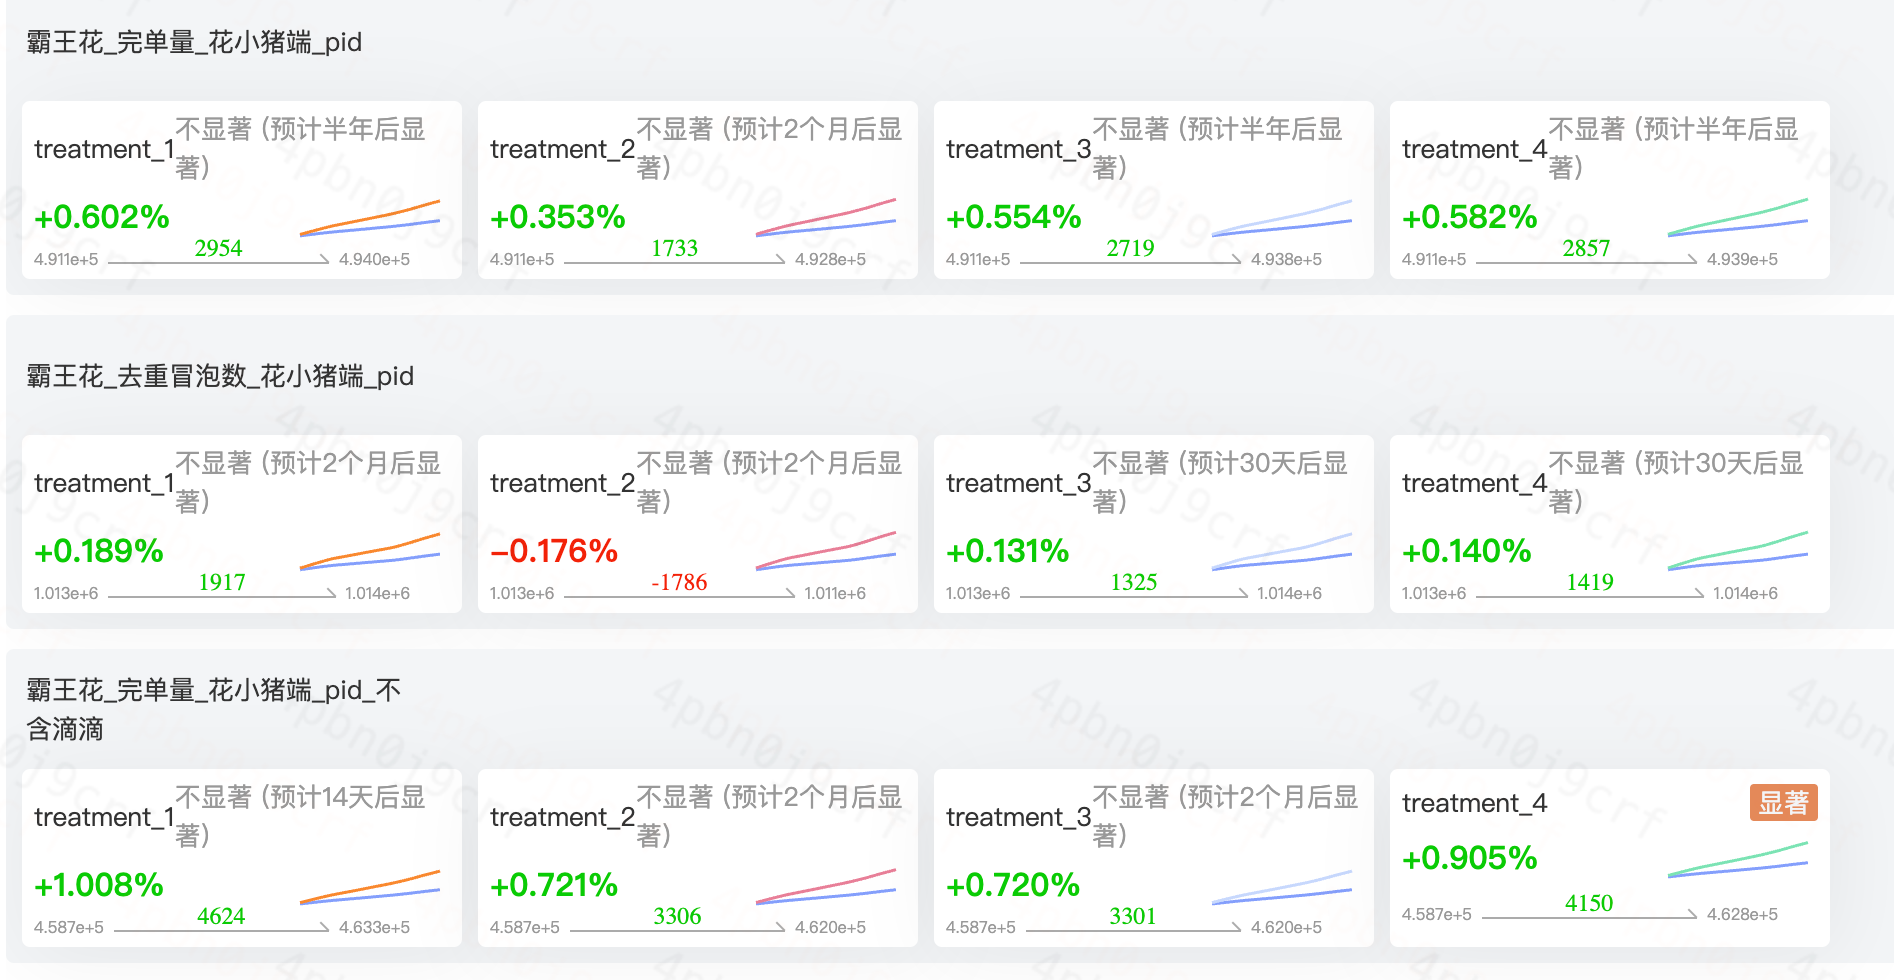 霸王花_完单量_花小猪端_pid
treatment_1 不显著 (预计半年后显著)
+0.602%
4.911e+5 2954 4.940e+5
treatment_2 不显著 (预计2个月后显著)
+0.353%
4.911e+5 1733 4.928e+5
treatment_3 不显著 (预计半年后显著)
+0.554%
4.911e+5 2719 4.938e+5
treatment_4 不显著 (预计半年后显著)
+0.582%
4.911e+5 2857 4.939e+5
霸王花_去重冒泡数_花小猪端_pid
treatment_1 不显著 (预计2个月后显著)
+0.189%
1.013e+6 1917 1.014e+6
treatment_2 不显著 (预计2个月后显著)
−0.176%
1.013e+6 -1786 1.011e+6
treatment_3 不显著 (预计30天后显著)
+0.131%
1.013e+6 1325 1.014e+6
treatment_4 不显著 (预计30天后显著)
+0.140%
1.013e+6 1419 1.014e+6
霸王花_完单量_花小猪端_pid_不
含滴滴
treatment_1 不显著 (预计14天后显著)
+1.008%
4.587e+5 4624 4.633e+5
treatment_2 不显著 (预计2个月后显著)
+0.721%
4.587e+5 3306 4.620e+5
treatment_3 不显著 (预计2个月后显著)
+0.720%
4.587e+5 3301 4.620e+5
treatment_4 显著
+0.905%
4.587e+5 4150 4.628e+5
4pbn0j9crf